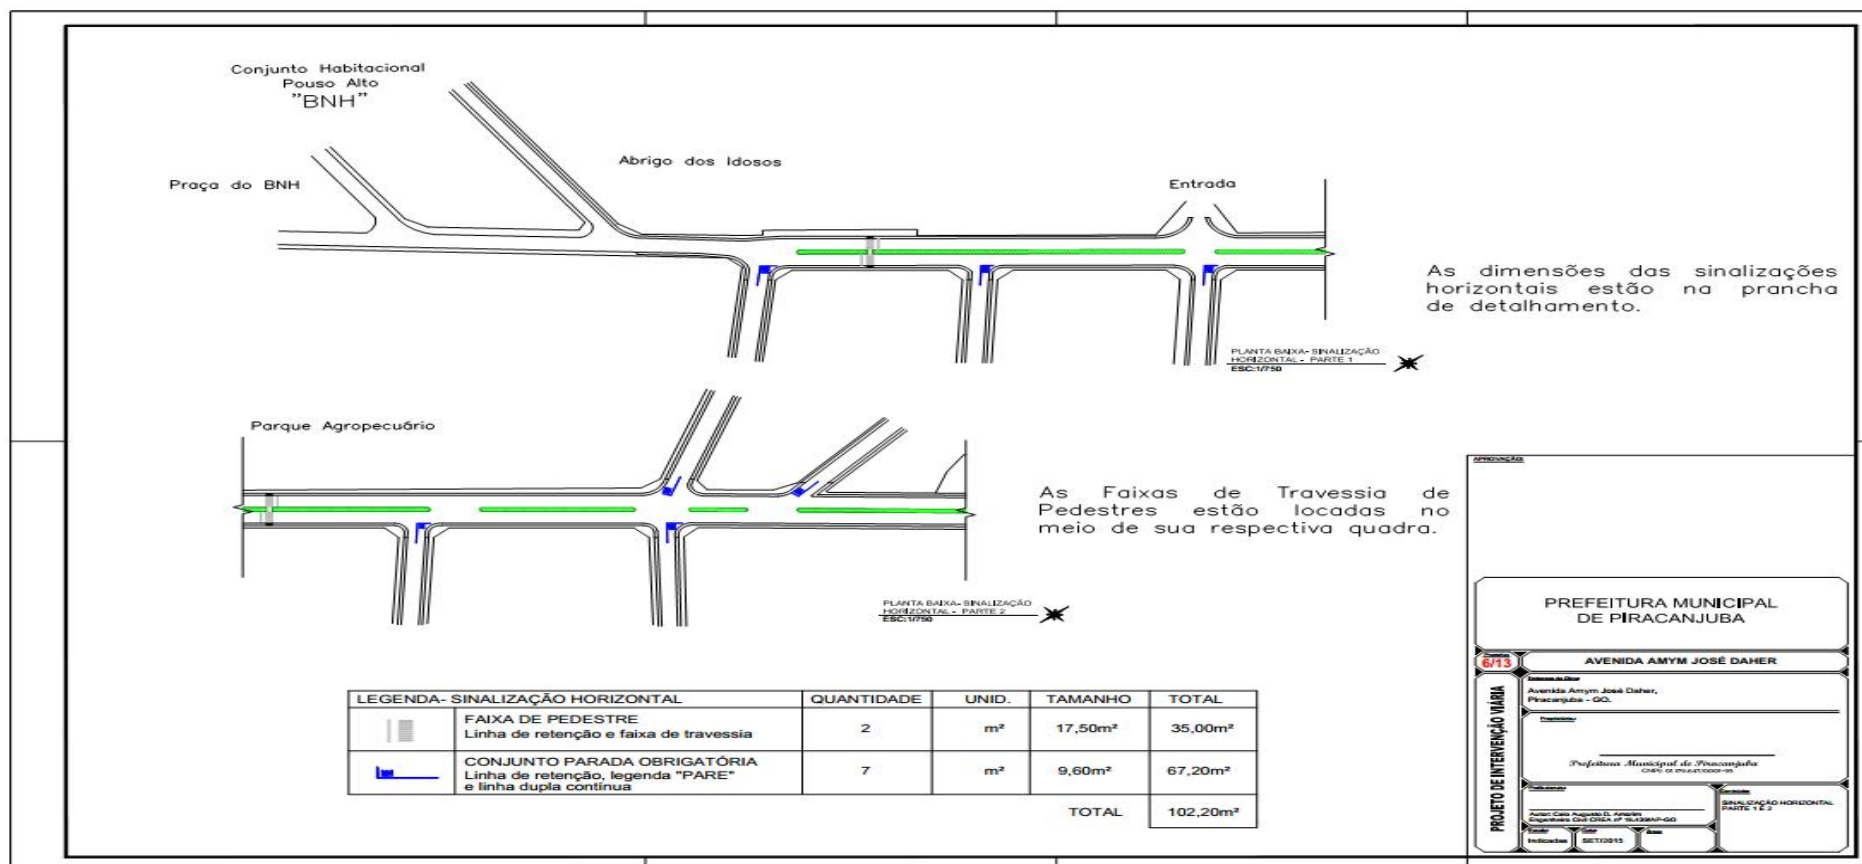 Conjunto Habitacional
Pouso Alto
"BNH"
Abrigo dos Idosos
Praça do BNH
Entrada
As dimensões das sinalizações
horizontais estão na prancha
de detalhamento.
PLANTA BAIXA- SINALIZAÇÃO
HORIZONTAL - PARTE 1
ESC:1/750
Parque Agropecuário
As Faixas de Travessia de
Pedestres estão locadas no
meio de sua respectiva quadra.
PLANTA BAIXA- SINALIZAÇÃO
HORIZONTAL - PARTE 2
ESC:1/750
LEGENDA- SINALIZAÇÃO HORIZONTAL QUANTIDADE UNID. TAMANHO TOTAL
FAIXA DE PEDESTRE
Linha de retenção e faixa de travessia 2 m² 17,50m² 35,00m²
CONJUNTO PARADA OBRIGATÓRIA
Linha de retenção, legenda "PARE"
e linha dupla contínua 7 m² 9,60m² 67,20m²
TOTAL 102,20m²
APROVAÇÃO:
PREFEITURA MUNICIPAL
DE PIRACANJUBA
6/13 AVENIDA AMYM JOSÉ DAHER
PROJETO DE INTERVENÇÃO VIÁRIA
Avenida Amym José Daher,
Piracanjuba - GO.
Prefeitura Municipal de Piracanjuba
SINALIZAÇÃO HORIZONTAL
PARTE 1 E 2
Indicadas SET/2015